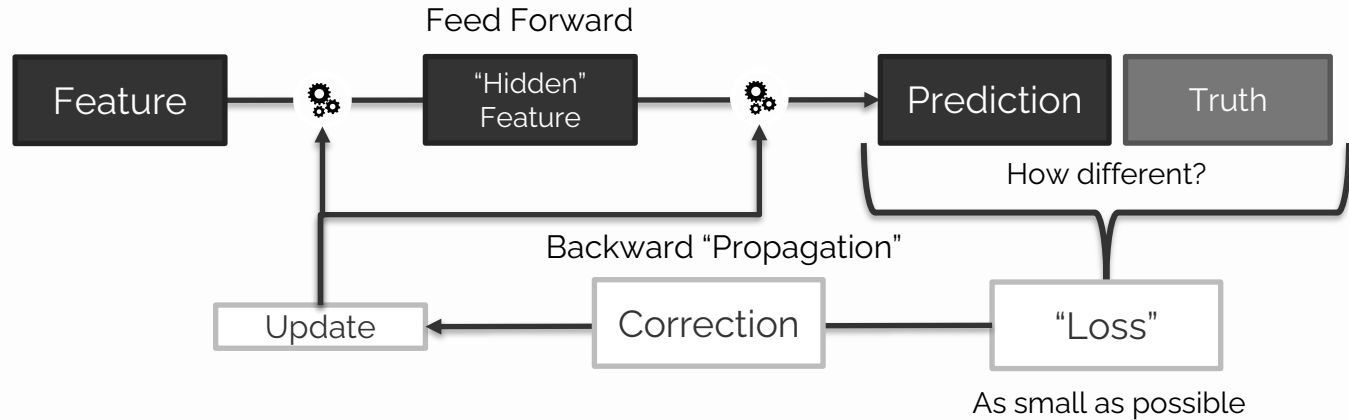 Feed Forward
Feature
“Hidden”
Feature
Prediction
Truth
How different?
Backward “Propagation”
Update
Correction
“Loss”
As small as possible